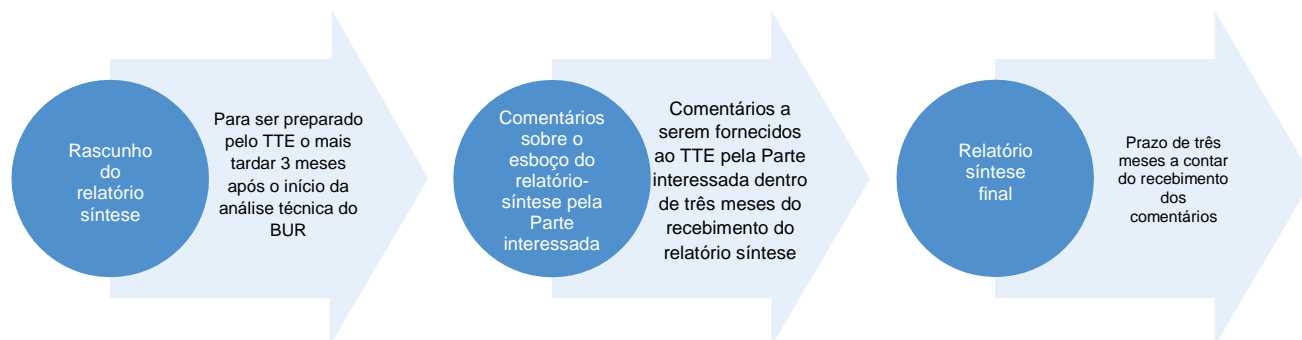 Rascunho
do
relatório
síntese
Para ser preparado
pelo TTE o mais
tardar 3 meses
após o início da
análise técnica do
BUR
Comentários
sobre o
esboço do
relatório-
síntese pela
Parte
interessada
Comentários a
serem fornecidos
ao TTE pela Parte
interessada dentro
de três meses do
recebimento do
relatório síntese
Relatório
síntese
final
Prazo de três
meses a contar
do recebimento
dos
comentários